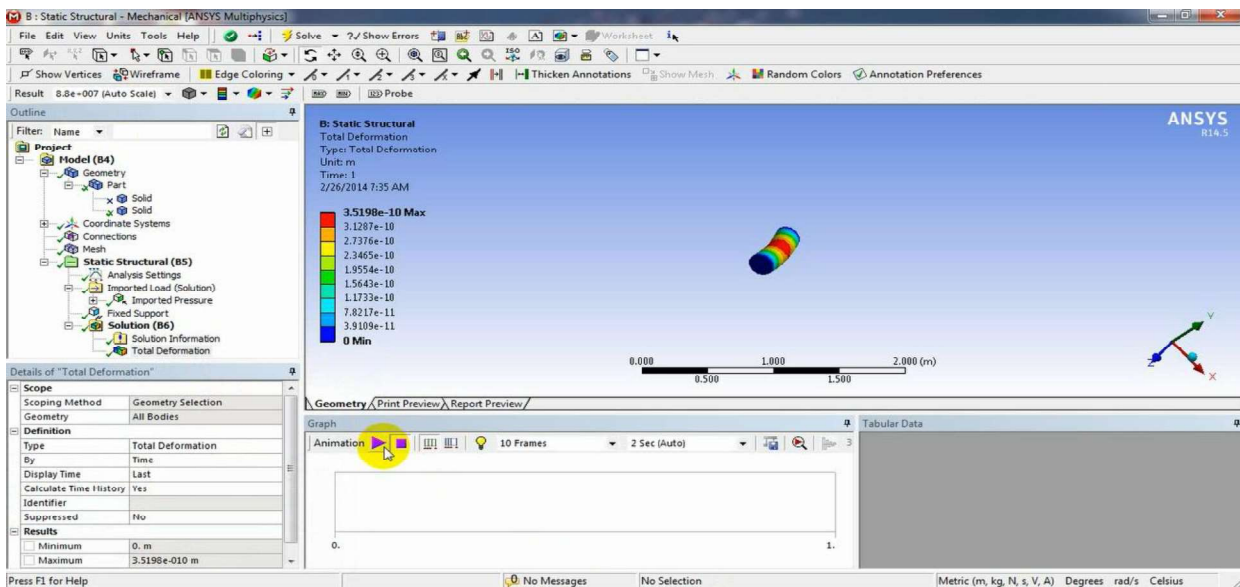 B : Static Structural - Mechanical [ANSYS Multiphysics]
File Edit View Units Tools Help Solve ?/ Show Errors Worksheet
Show Vertices Wireframe Edge Coloring Thicken Annotations Show Mesh Random Colors Annotation Preferences
Result 8.8e+007 (Auto Scale) Probe
Outline
Filter: Name
Project
Model (B4)
Geometry
Part
Solid
Solid
Coordinate Systems
Connections
Mesh
Static Structural (B5)
Analysis Settings
Imported Load (Solution)
Imported Pressure
Fixed Support
Solution (B6)
Solution Information
Total Deformation
B: Static Structural
Total Deformation
Type: Total Deformation
Unit: m
Time: 1
2/26/2014 7:35 AM
3.5198e-10 Max
3.1287e-10
2.7376e-10
2.3465e-10
1.9554e-10
1.5643e-10
1.1733e-10
7.8217e-11
3.9109e-11
0 Min
ANSYS
R14.5
0.000 1.000 2.000 (m)
0.500 1.500
Y
Z
X
Geometry Print Preview Report Preview
Details of "Total Deformation"
Scope
Scoping Method Geometry Selection
Geometry All Bodies
Definition
Type Total Deformation
By Time
Display Time Last
Calculate Time History Yes
Identifier
Suppressed No
Results
Minimum 0. m
Maximum 3.5198e-010 m
Graph
Animation 10 Frames 2 Sec (Auto) 3
0. 1.
Tabular Data
Press F1 for Help No Messages No Selection Metric (m, kg, N, s, V, A) Degrees rad/s Celsius